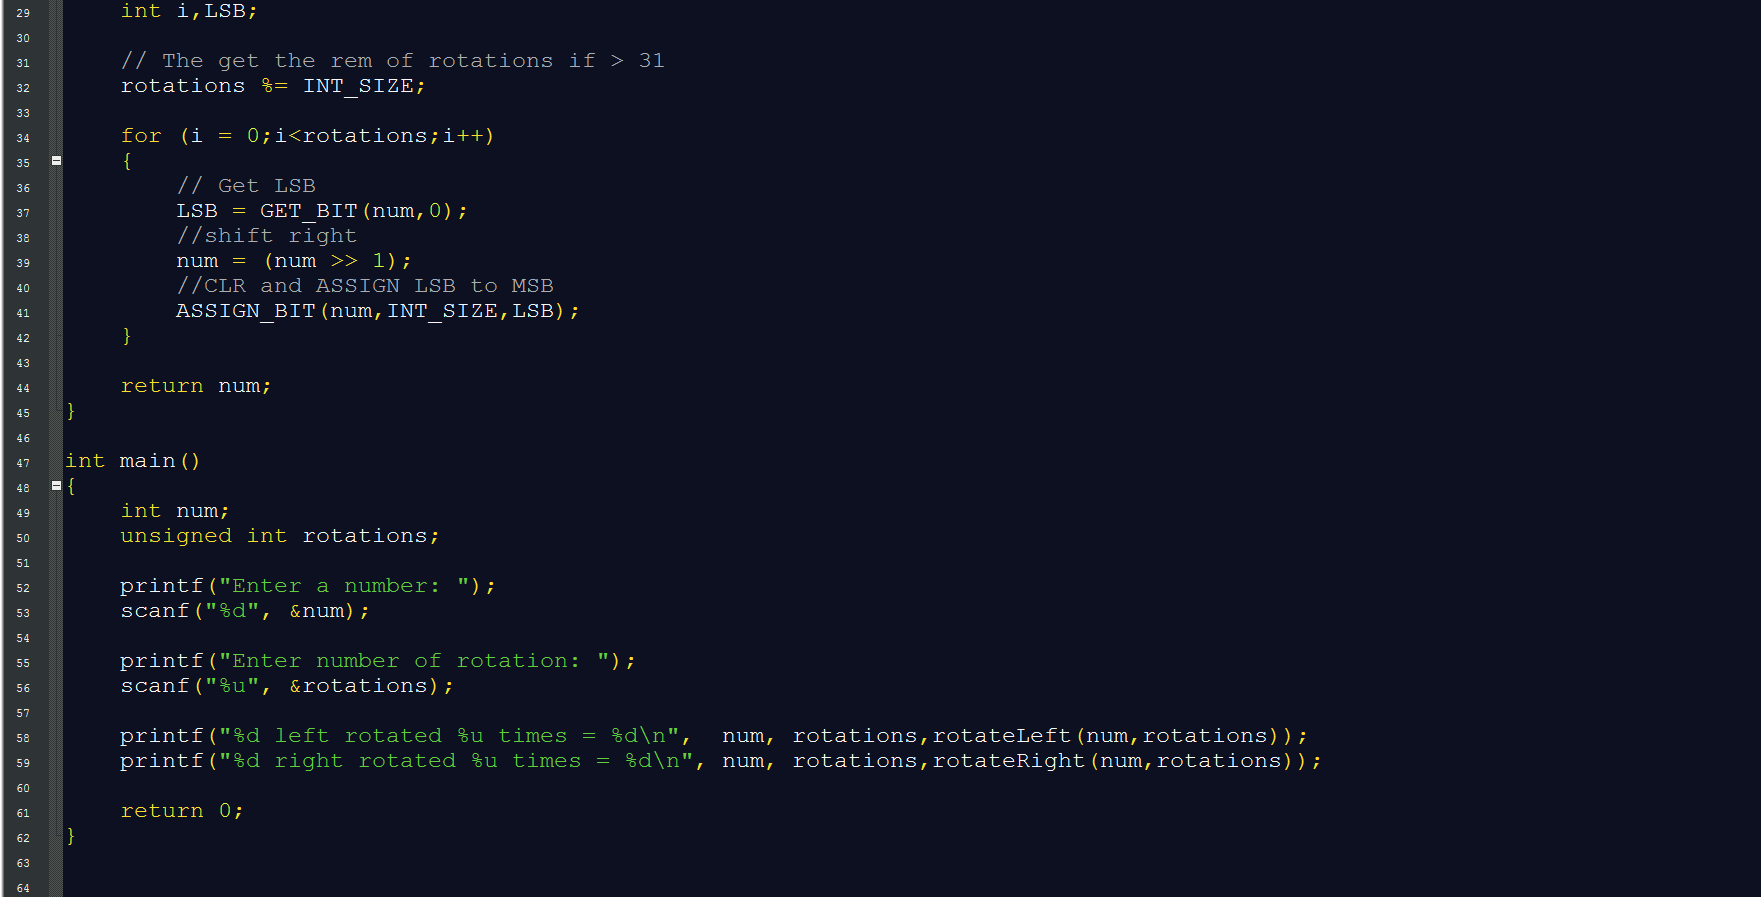 29     int i,LSB;
30
31     // The get the rem of rotations if > 31
32     rotations %= INT_SIZE;
33
34     for (i = 0;i<rotations;i++)
35     {
36         // Get LSB
37         LSB = GET_BIT(num,0);
38         //shift right
39         num = (num >> 1);
40         //CLR and ASSIGN LSB to MSB
41         ASSIGN_BIT(num,INT_SIZE,LSB);
42     }
43
44     return num;
45 }
46
47 int main()
48 {
49     int num;
50     unsigned int rotations;
51
52     printf("Enter a number: ");
53     scanf("%d", &num);
54
55     printf("Enter number of rotation: ");
56     scanf("%u", &rotations);
57
58     printf("%d left rotated %u times = %d\n",  num, rotations,rotateLeft(num,rotations));
59     printf("%d right rotated %u times = %d\n", num, rotations,rotateRight(num,rotations));
60
61     return 0;
62 }
63
64